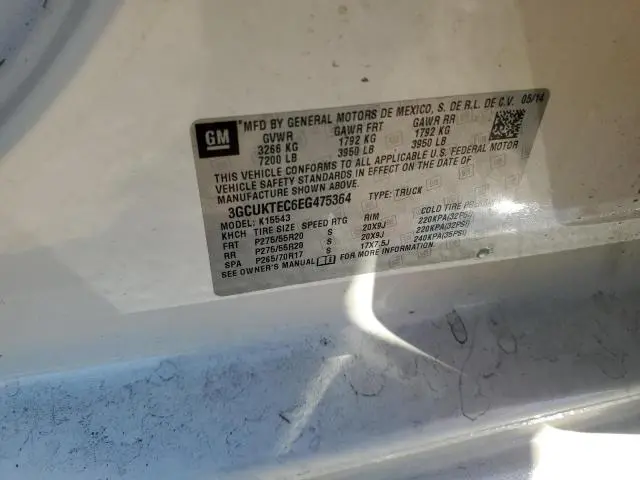 GM *MFD BY GENERAL MOTORS DE MEXICO, S. DE R.L. DE C.V. 05/14
GVWR GAWR FRT GAWR RR
3266 KG 1792 KG 1792 KG
7200 LB 3950 LB 3950 LB
THIS VEHICLE CONFORMS TO ALL APPLICABLE U.S. FEDERAL MOTOR
VEHICLE SAFETY STANDARDS IN EFFECT ON THE DATE OF
MANUFACTURE SHOWN ABOVE.
3GCUKTEC6EG475364 TYPE: TRUCK
MODEL: K15543
KHCH TIRE SIZE SPEED RTG RIM COLD TIRE
FRT P275/55R20 S 20X9J 220KPA(32PSI)
RR P275/55R20 S 20X9J 220KPA(32PSI)
SPA P265/70R17 S 17X7.5J 240KPA(35PSI)
SEE OWNER'S MANUAL FOR MORE INFORMATION.